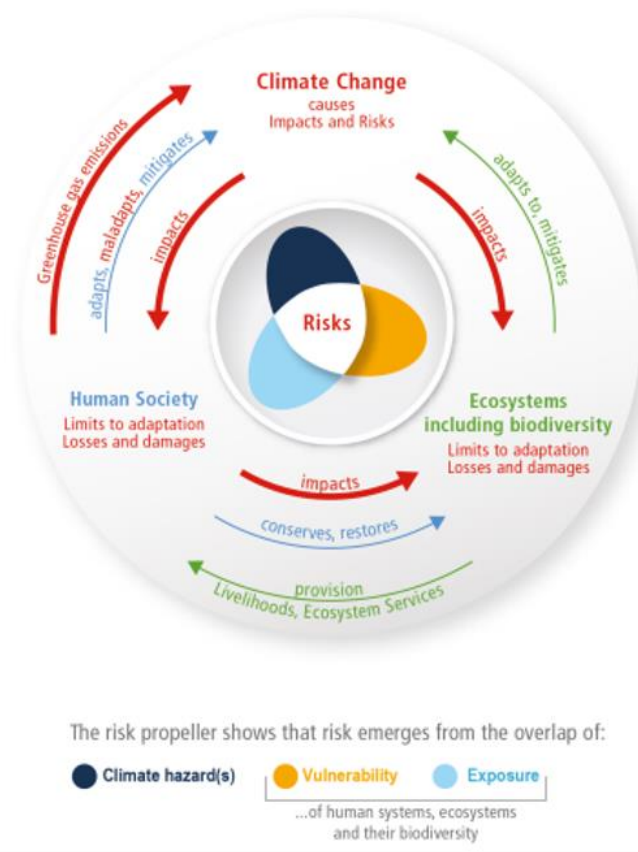 Climate Change
causes
Impacts and Risks
Greenhouse gas emissions
adapts, maladapts, mitigates
impacts
impacts
adapts to, mitigates
Risks
Human Society
Limits to adaptation
Losses and damages
Ecosystems
including biodiversity
Limits to adaptation
Losses and damages
impacts
conserves, restores
provision
Livelihoods, Ecosystem Services
The risk propeller shows that risk emerges from the overlap of:
Climate hazard(s) Vulnerability Exposure
...of human systems, ecosystems
and their biodiversity